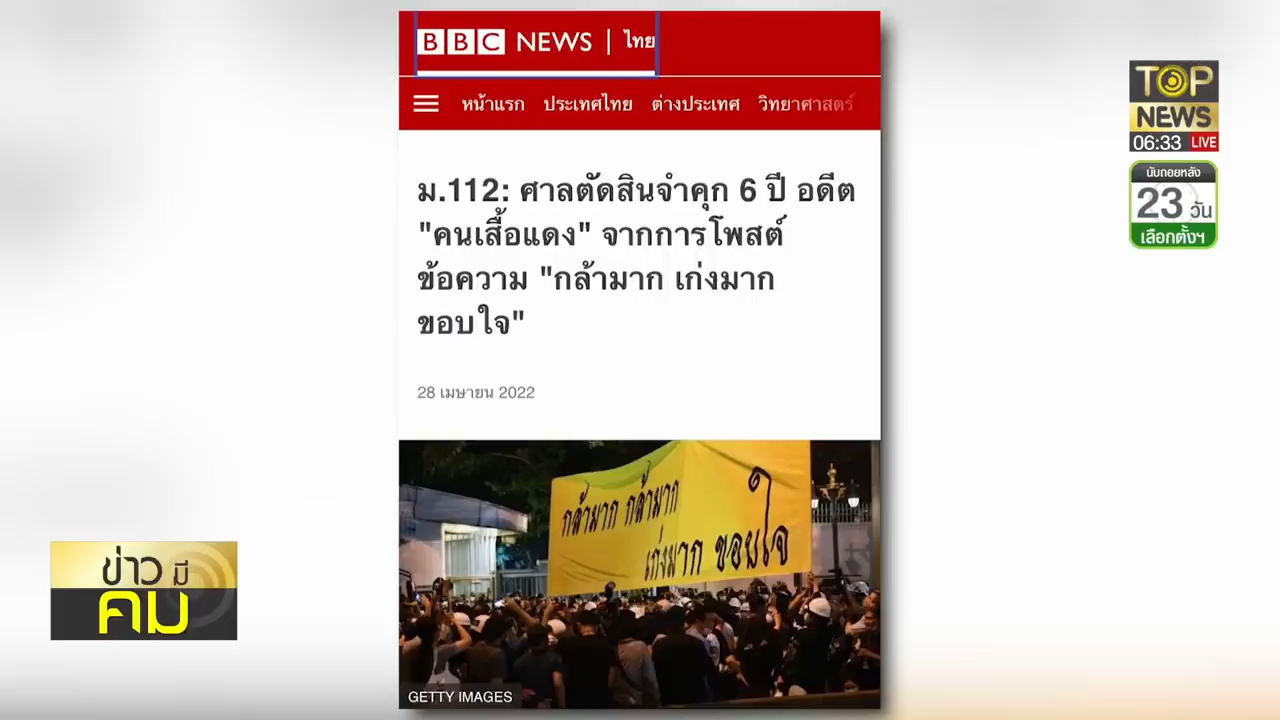 BBC NEWS | ไทย
หน้าแรก ประเทศไทย ต่างประเทศ วิทยาศาสตร์
ม.112: ศาลตัดสินจำคุก 6 ปี อดีต
"คนเสื้อแดง" จากการโพสต์
ข้อความ "กล้ามาก เก่งมาก
ขอบใจ"
28 เมษายน 2022
กล้ามาก กล้ามาก
เก่งมาก ขอบใจ
GETTY IMAGES
TOP
NEWS
06:33 LIVE
นับถอยหลัง
23 วัน
เลือกตั้งฯ
ข่าวมี
คม